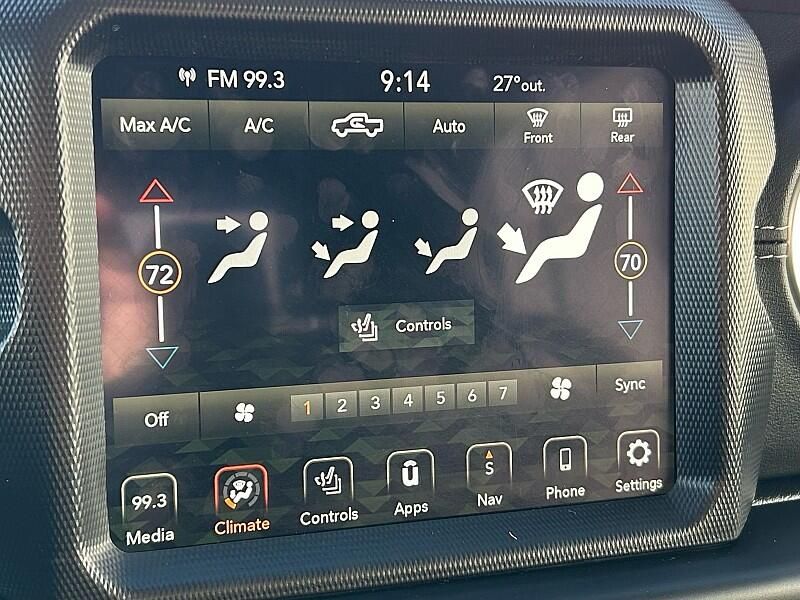 FM 99.3 9:14 27°out.
Max A/C A/C Auto Front Rear
72 70
Controls
Off 1 2 3 4 5 6 7 Sync
99.3 S
Media Climate Controls Apps Nav Phone Settings